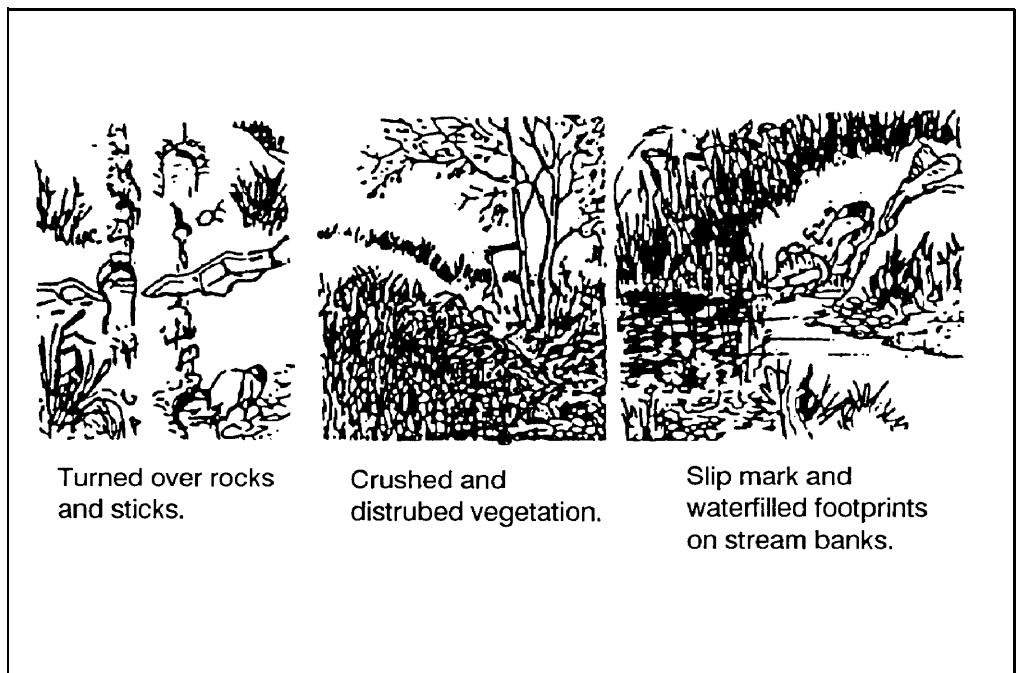 Turned over rocks
and sticks.
Crushed and
distrubed vegetation.
Slip mark and
waterfilled footprints
on stream banks.